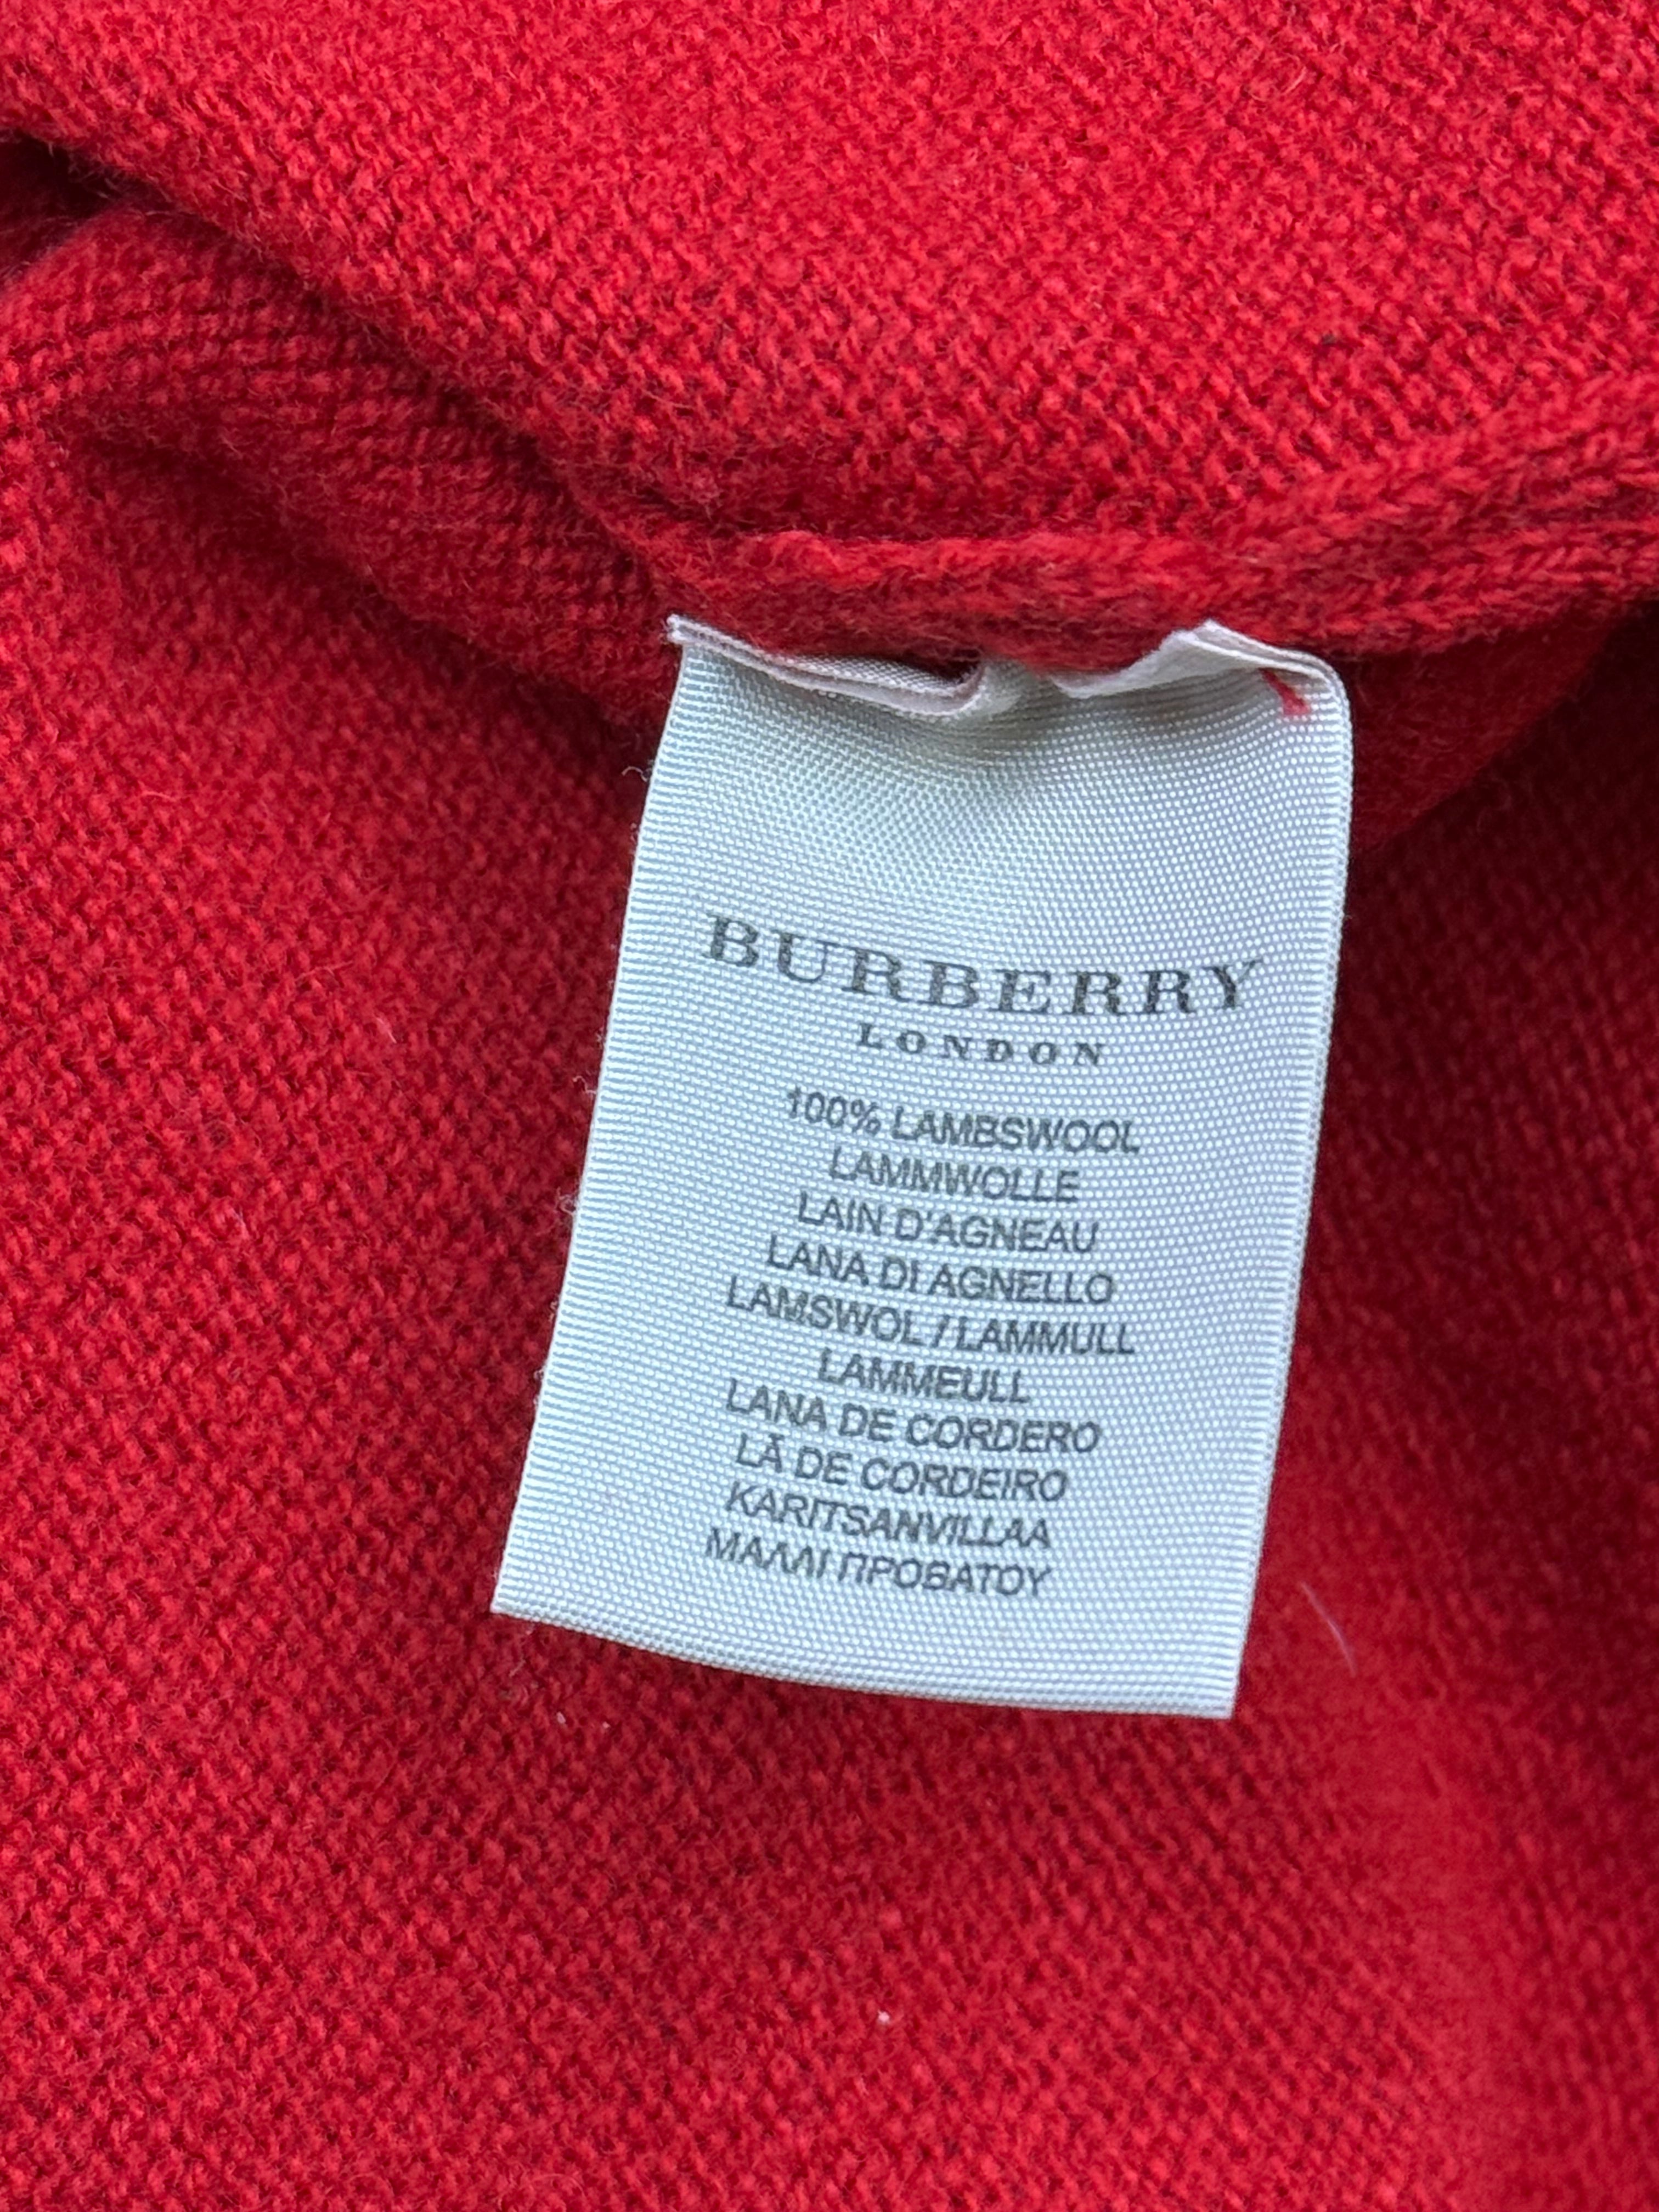 BURBERRY
LONDON
100% LAMBSWOOL
LAMMWOLLE
LAIN D'AGNEAU
LANA DI AGNELLO
LAMSWOL / LAMMULL
LAMMEULL
LANA DE CORDERO
LÃ DE CORDEIRO
KARITSANVILLAA
ΜΑΛΛΙ ΠΡΟΒΑΤΟΥ